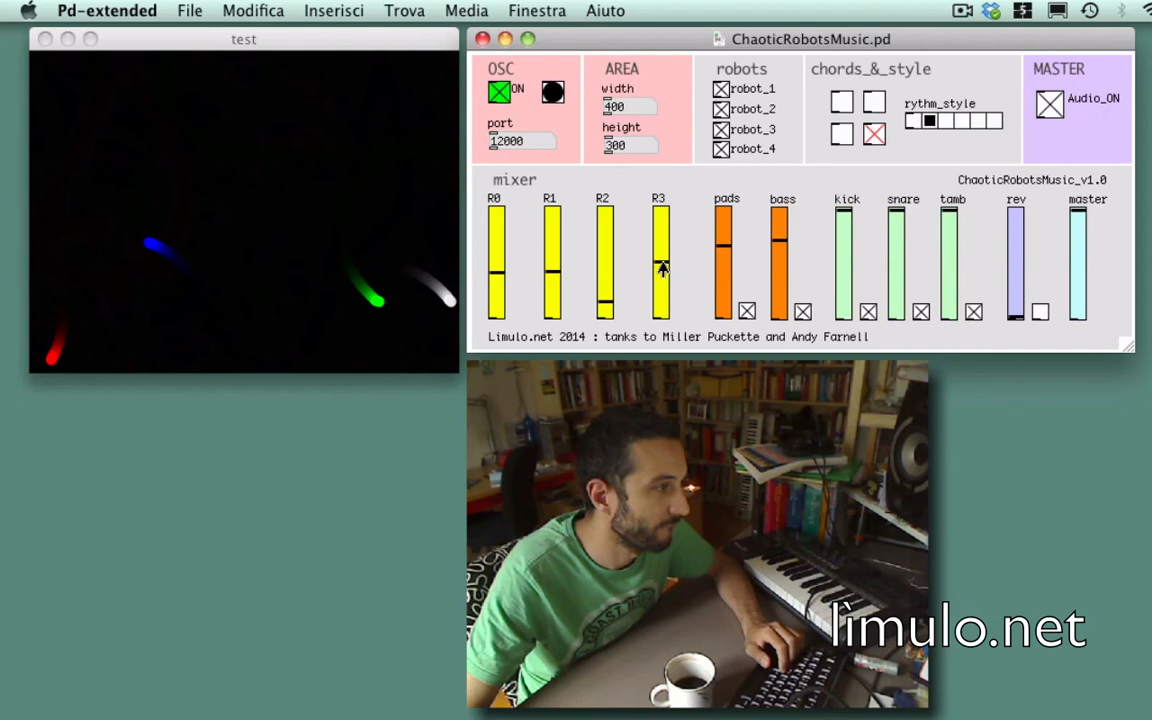 Pd-extended File Modifica Inserisci Trova Media Finestra Aiuto
test
ChaoticRobotsMusic.pd
OSC
ON
port
12000
AREA
width
400
height
300
robots
robot_1
robot_2
robot_3
robot_4
chords_&_style
rythm_style
MASTER
Audio_ON
mixer
ChaoticRobotsMusic_v1.0
R0 R1 R2 R3 pads bass kick snare tamb rev master
Limulo.net 2014 : tanks to Miller Puckette and Andy Farnell
lìmulo.net